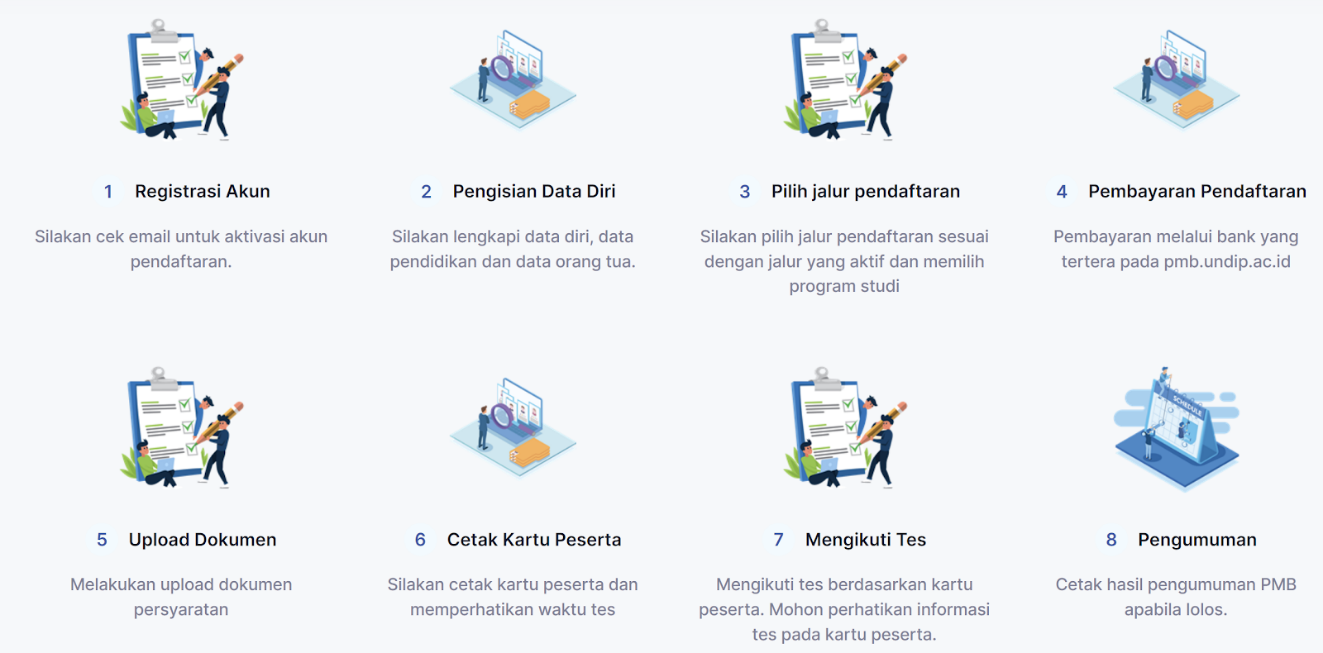 1 Registrasi Akun
Silakan cek email untuk aktivasi akun
pendaftaran.
2 Pengisian Data Diri
Silakan lengkapi data diri, data
pendidikan dan data orang tua.
3 Pilih jalur pendaftaran
Silakan pilih jalur pendaftaran sesuai
dengan jalur yang aktif dan memilih
program studi
4 Pembayaran Pendaftaran
Pembayaran melalui bank yang
tertera pada pmb.undip.ac.id
5 Upload Dokumen
Melakukan upload dokumen
persyaratan
6 Cetak Kartu Peserta
Silakan cetak kartu peserta dan
memperhatikan waktu tes
7 Mengikuti Tes
Mengikuti tes berdasarkan kartu
peserta. Mohon perhatikan informasi
tes pada kartu peserta.
SCHEDULE
8 Pengumuman
Cetak hasil pengumuman PMB
apabila lolos.